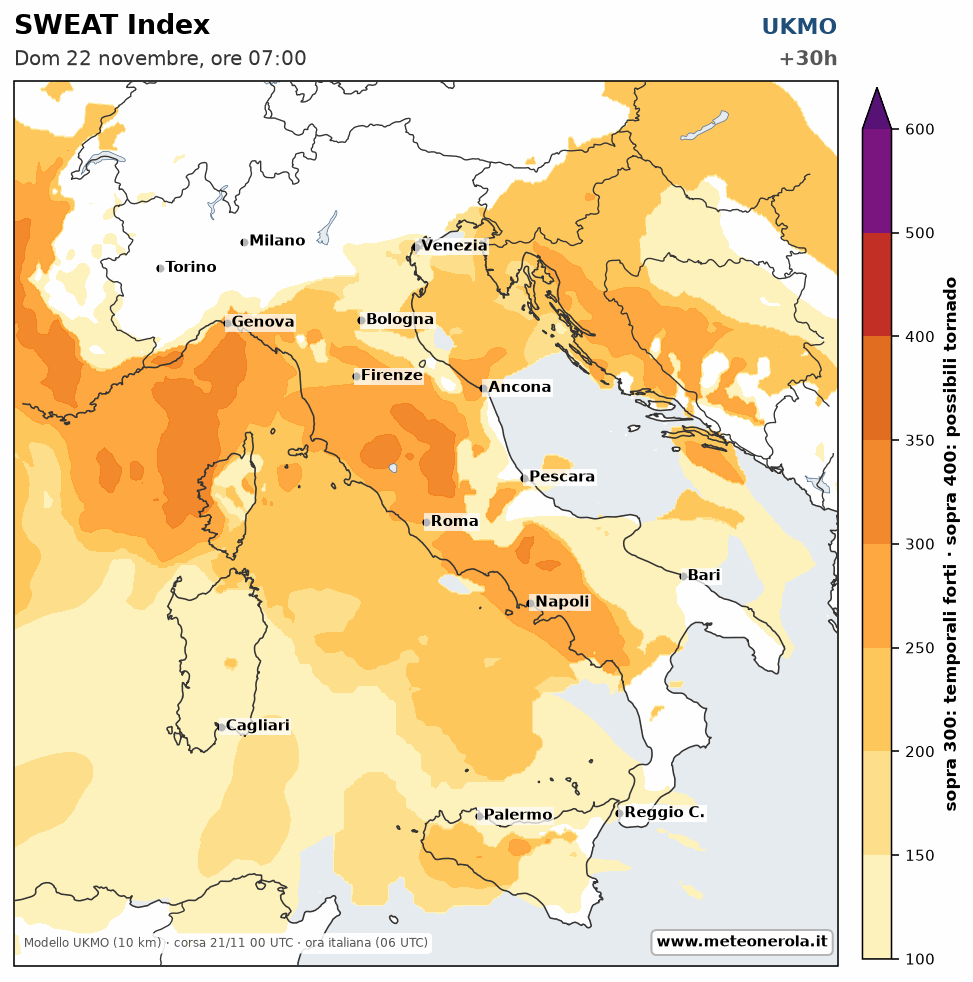 SWEAT Index
UKMO
Dom 22 novembre, ore 07:00
+30h
600
500
400
350
300
250
200
150
100
sopra 300: temporali forti · sopra 400: possibili tornado
Milano
Venezia
Torino
Genova
Bologna
Firenze
Ancona
Pescara
Roma
Bari
Napoli
Cagliari
Palermo
Reggio C.
Modello UKMO (10 km) · corsa 21/11 00 UTC · ora italiana (06 UTC)
www.meteonerola.it